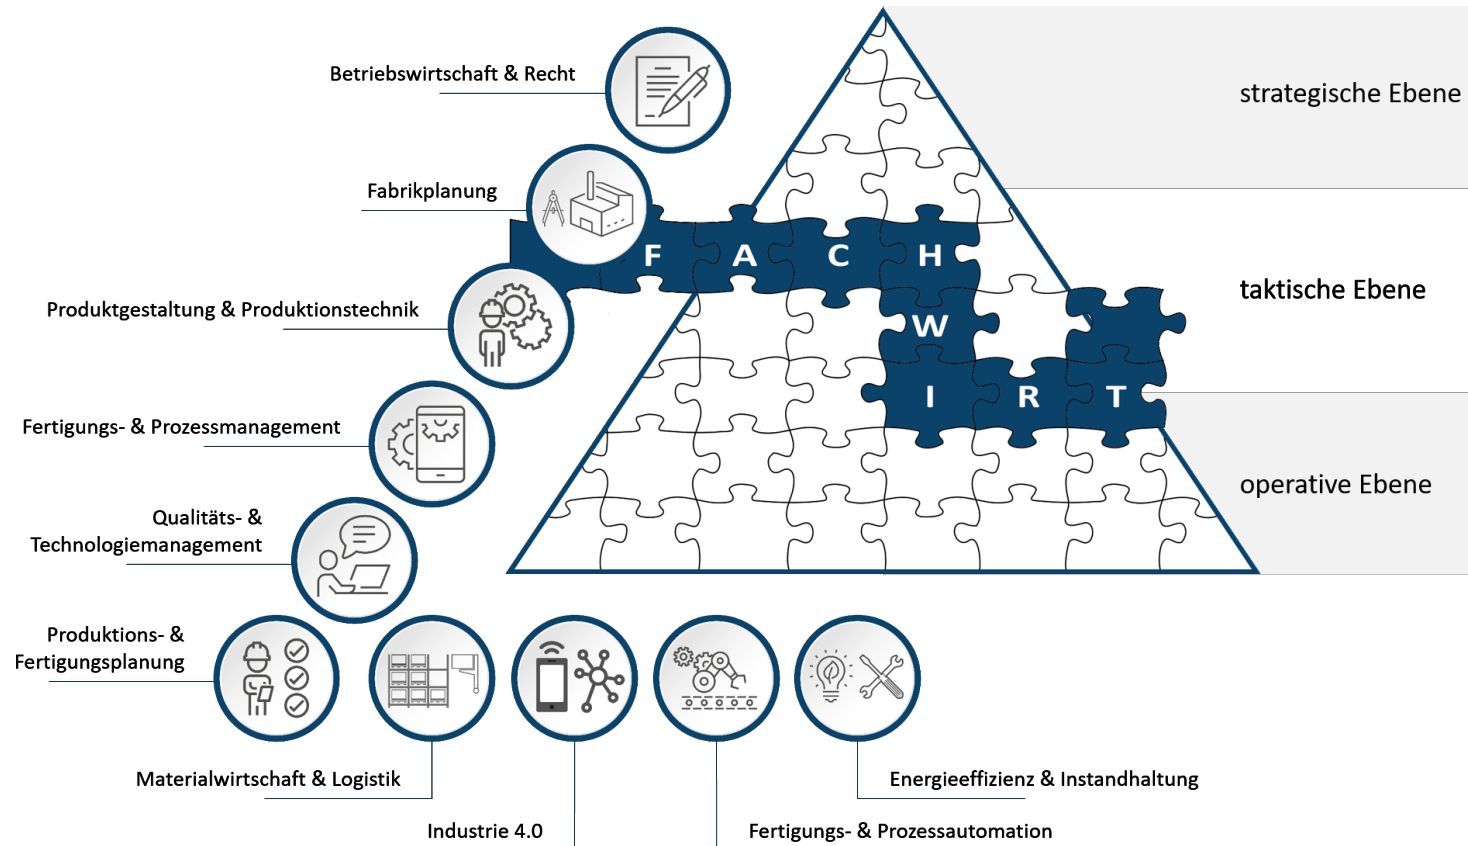 Betriebswirtschaft & Recht
strategische Ebene
Fabrikplanung
F A C H
taktische Ebene
Produktgestaltung & Produktionstechnik
W
I R T
Fertigungs- & Prozessmanagement
operative Ebene
Qualitäts- &
Technologiemanagement
Produktions- &
Fertigungsplanung
Materialwirtschaft & Logistik
Energieeffizienz & Instandhaltung
Industrie 4.0
Fertigungs- & Prozessautomation